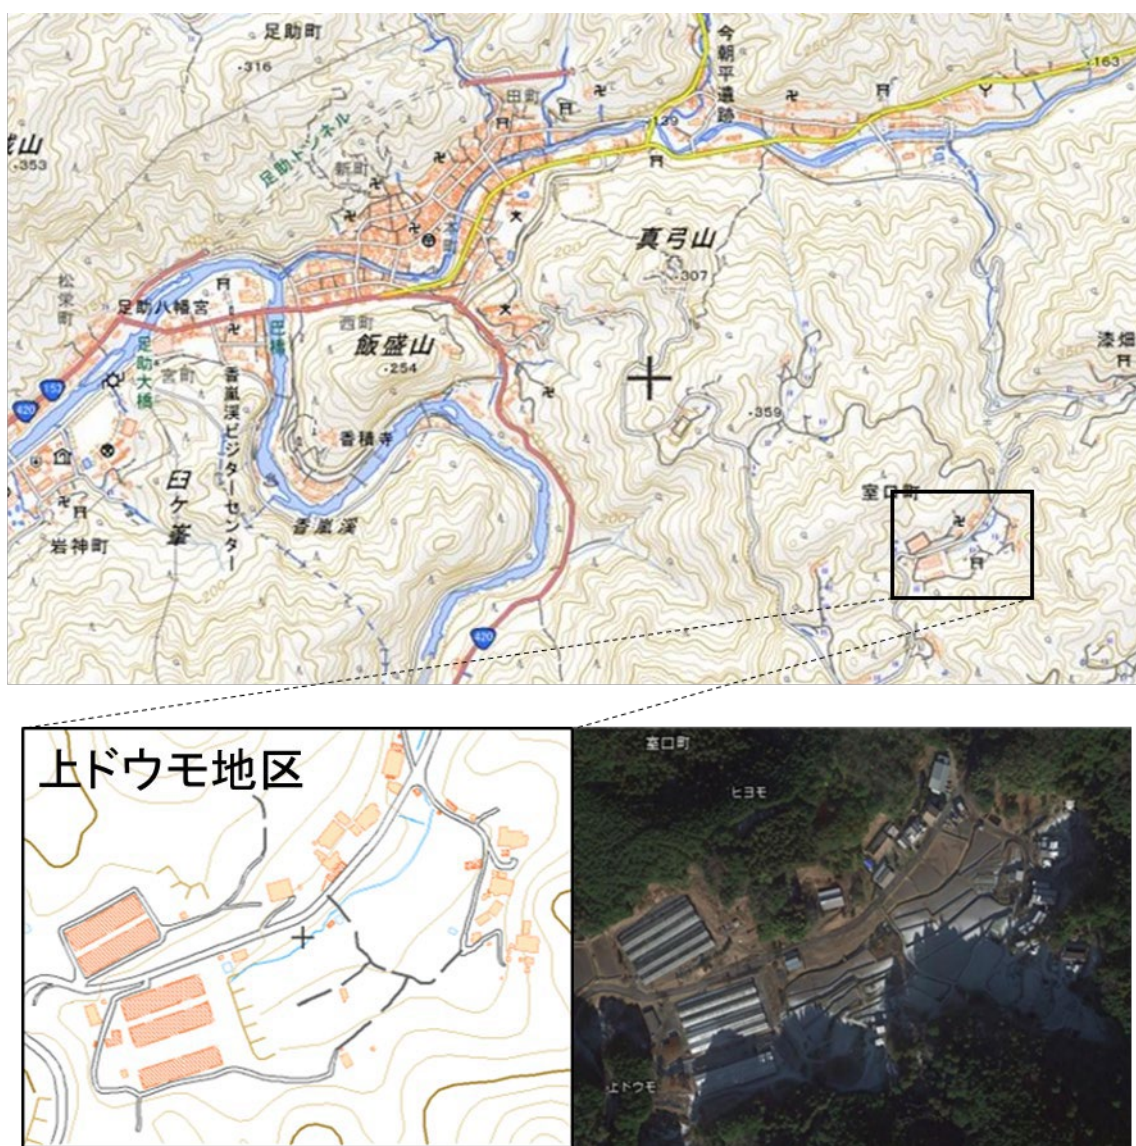 足助町
・316
今朝平遺跡
・163
田町
139
足助トンネル
・353
新町
本町
真弓山
200
・307
松栄町
足助八幡宮
西町
巴橋
飯盛山
・254
足助大橋
宮町
漆畑
350
153
420
香嵐渓ビジターセンター
香積寺
・359
臼ケ峯
室口町
香嵐渓
岩神町
200
200
420
上ドウモ地区
室口町
ヒヨモ
上ドウモ